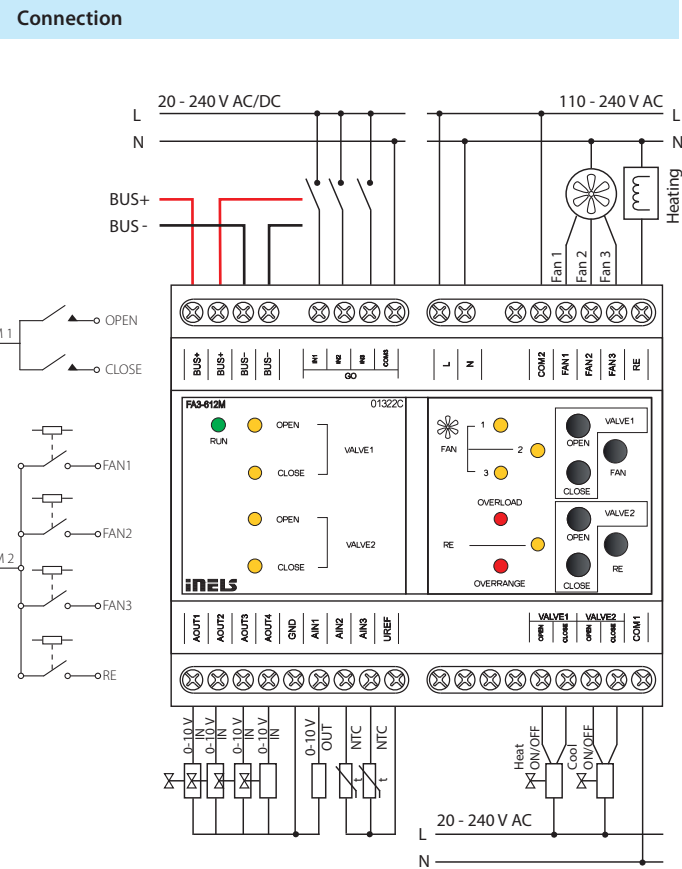 Connection
20 - 240 V AC/DC
110 - 240 V AC
L
L
N
N
BUS+
BUS -
Heating
Fan 1
Fan 2
Fan 3
M 1
OPEN
CLOSE
BUS+
BUS+
BUS-
BUS-
IN1
IN2
IN3
COM3
GO
L
N
COM2
FAN1
FAN2
FAN3
RE
FA3-612M
01322C
RUN
OPEN
VALVE1
CLOSE
OPEN
VALVE2
CLOSE
iNELS
FAN
1
2
3
OVERLOAD
RE
OVERRANGE
VALVE1
OPEN
FAN
CLOSE
VALVE2
OPEN
RE
CLOSE
FAN1
FAN2
M 2
FAN3
RE
AOUT1
AOUT2
AOUT3
AOUT4
GND
AIN1
AIN2
AIN3
UREF
VALVE1
VALVE2
OPEN
CLOSE
OPEN
CLOSE
COM1
0-10 V
IN
0-10 V
IN
0-10 V
IN
0-10 V
IN
0-10 V
OUT
NTC
NTC
t
t
Heat
ON/OFF
Cool
ON/OFF
20 - 240 V AC
L
N